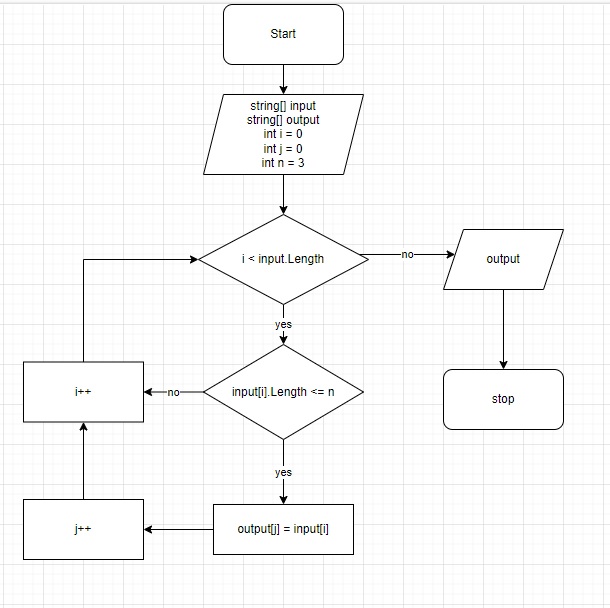 Start
string[] input
string[] output
int i = 0
int j = 0
int n = 3
i < input.Length
no
output
yes
i++
no
input[i].Length <= n
stop
yes
j++
output[j] = input[i]